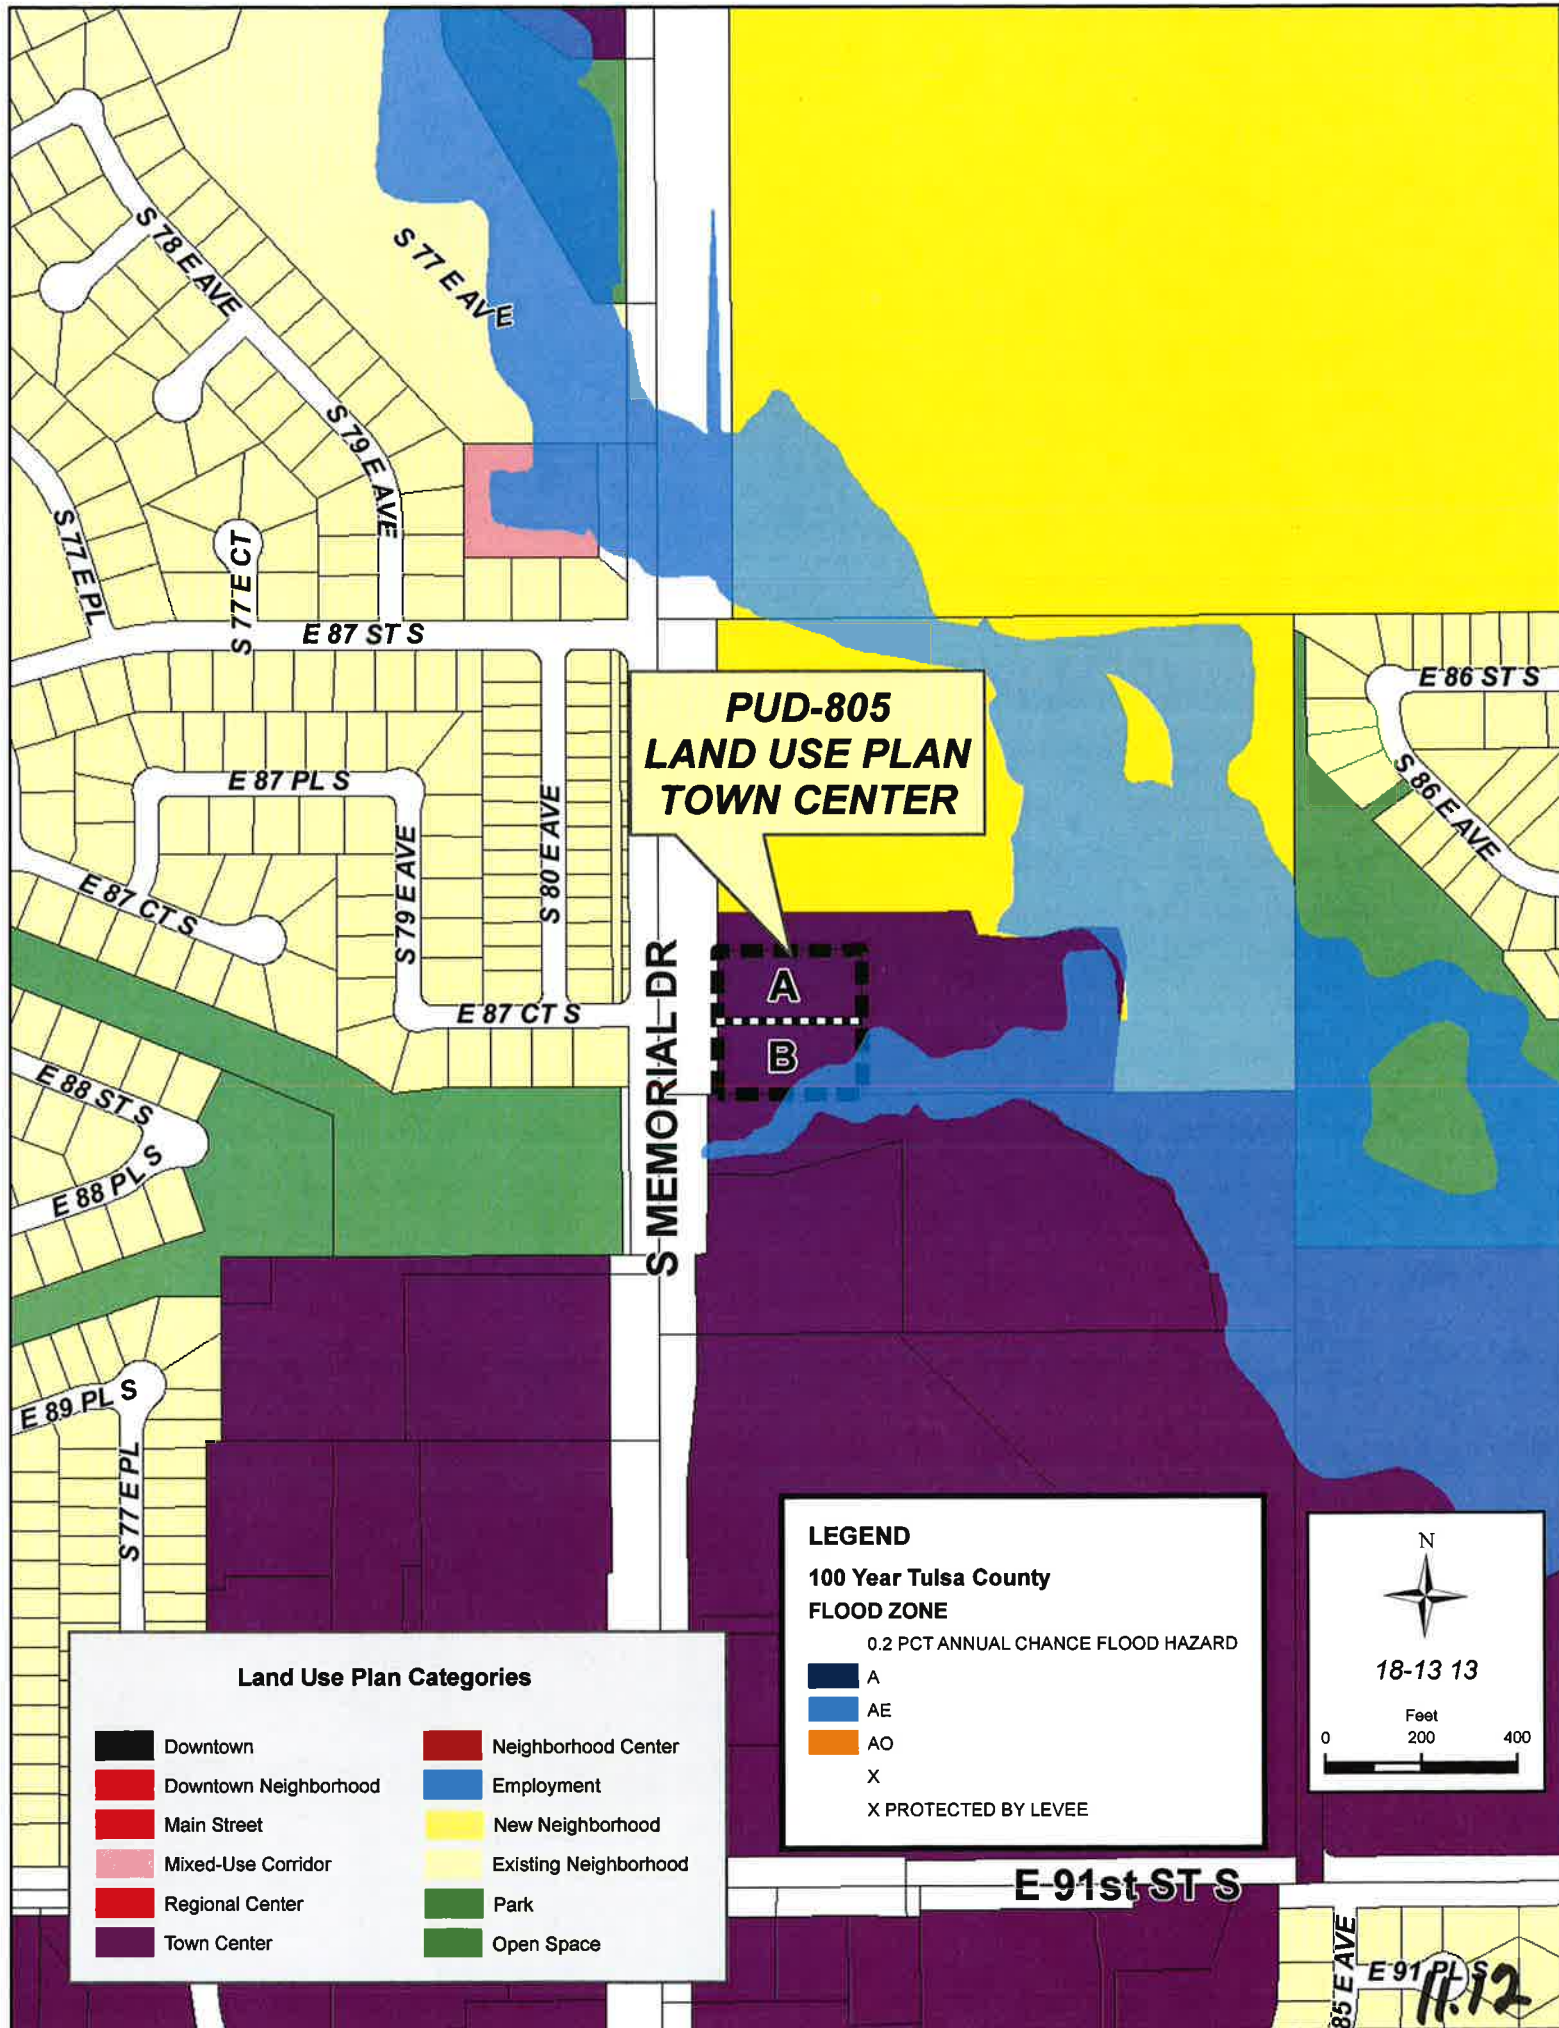 S 78 E AVE
S 77 E AVE
S 79 E AVE
S 77 E PL
S 77 E CT
E 87 ST S
E 86 ST S
PUD-805
LAND USE PLAN
TOWN CENTER
E 87 PL S
S 86 E AVE
S 79 E AVE
S 80 E AVE
E 87 CT S
S MEMORIAL DR
A
E 87 CT S
B
E 88 ST S
E 88 PL S
E 89 PL S
S 77 E PL
LEGEND
100 Year Tulsa County
FLOOD ZONE
0.2 PCT ANNUAL CHANCE FLOOD HAZARD
A
AE
AO
X
X PROTECTED BY LEVEE
N
18-13 13
Feet
0 200 400
Land Use Plan Categories
Downtown
Downtown Neighborhood
Main Street
Mixed-Use Corridor
Regional Center
Town Center
Neighborhood Center
Employment
New Neighborhood
Existing Neighborhood
Park
Open Space
E 91st ST S
85 E AVE
E 91 PL S
11.12